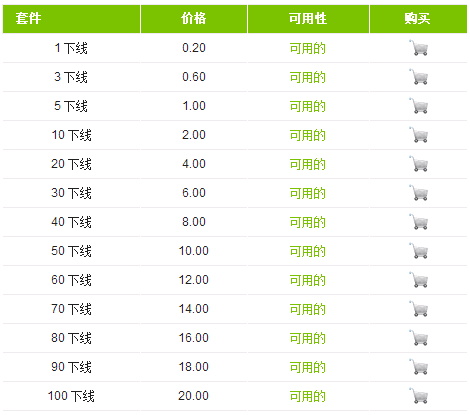 套件 价格 可用性 购买
1 下线 0.20 可用的
3 下线 0.60 可用的
5 下线 1.00 可用的
10 下线 2.00 可用的
20 下线 4.00 可用的
30 下线 6.00 可用的
40 下线 8.00 可用的
50 下线 10.00 可用的
60 下线 12.00 可用的
70 下线 14.00 可用的
80 下线 16.00 可用的
90 下线 18.00 可用的
100 下线 20.00 可用的